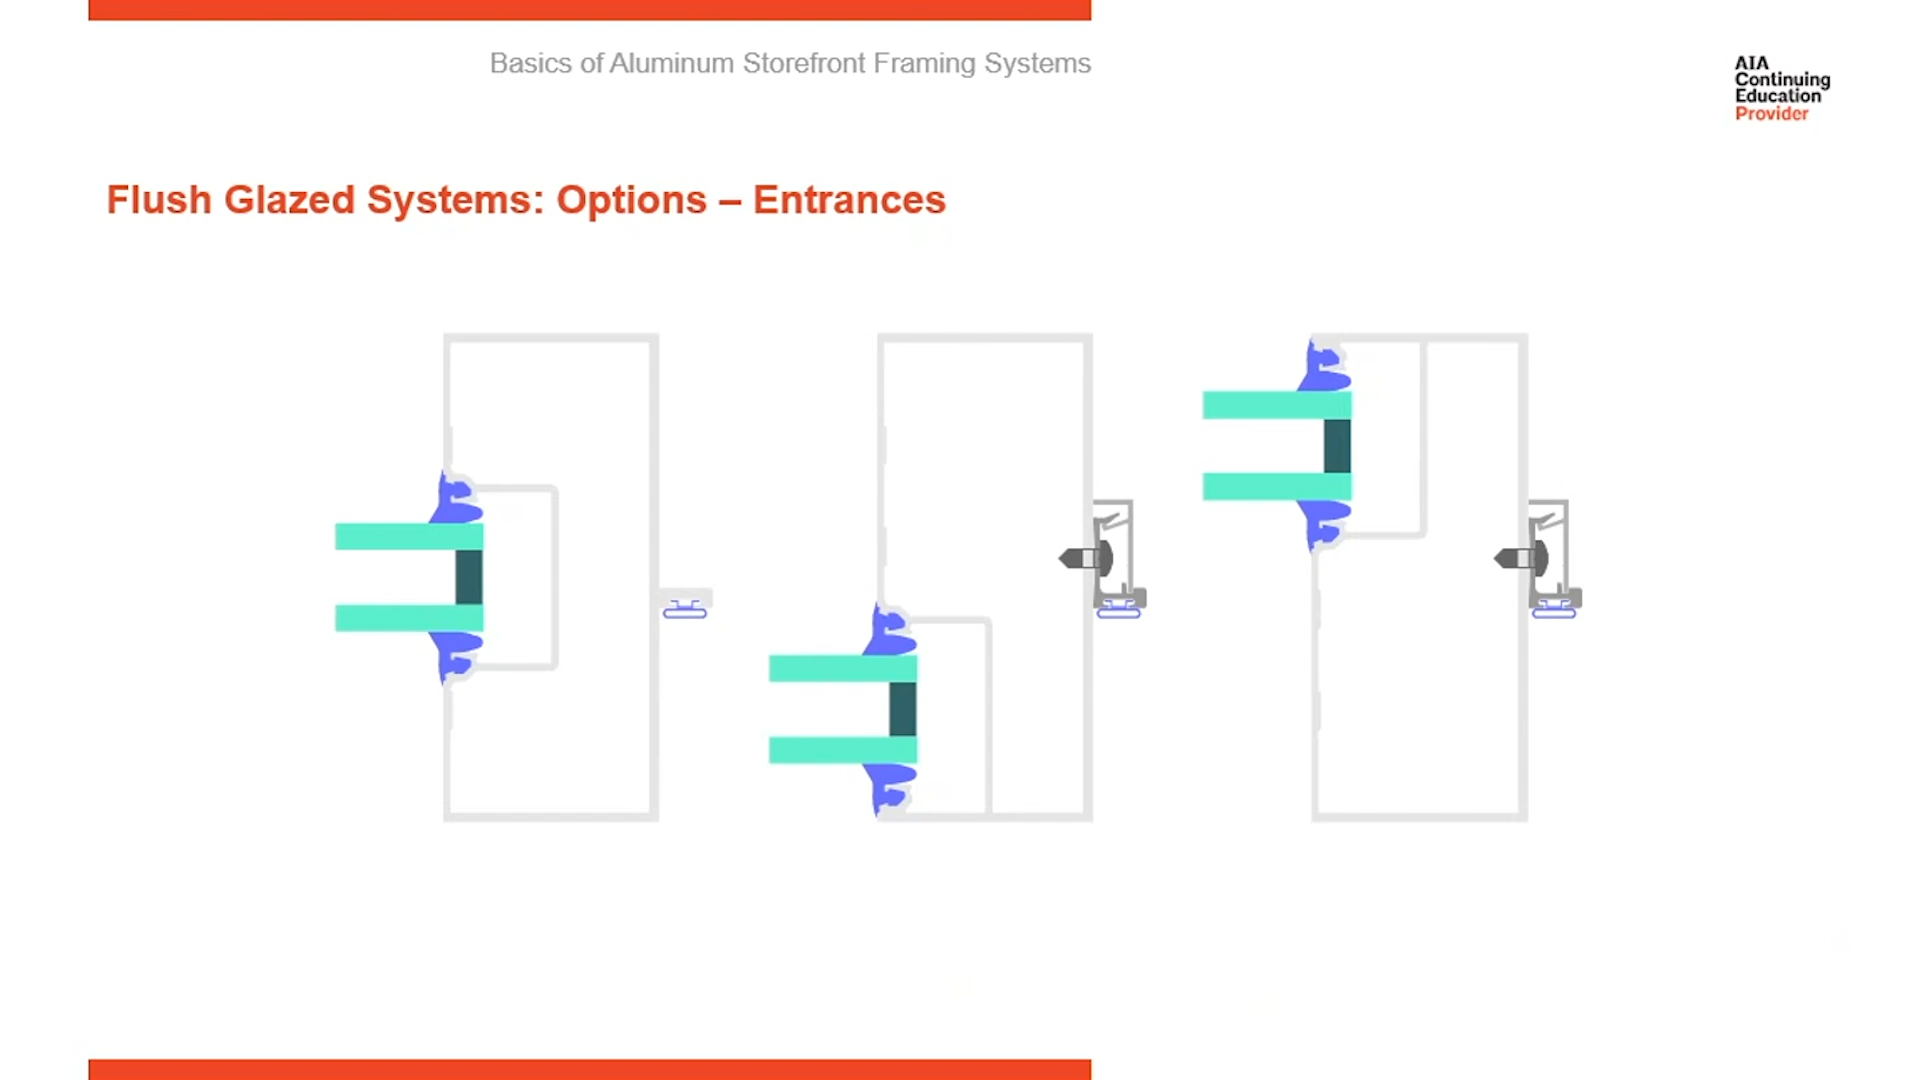 Basics of Aluminum Storefront Framing Systems
AIA
Continuing
Education
Provider
Flush Glazed Systems: Options – Entrances